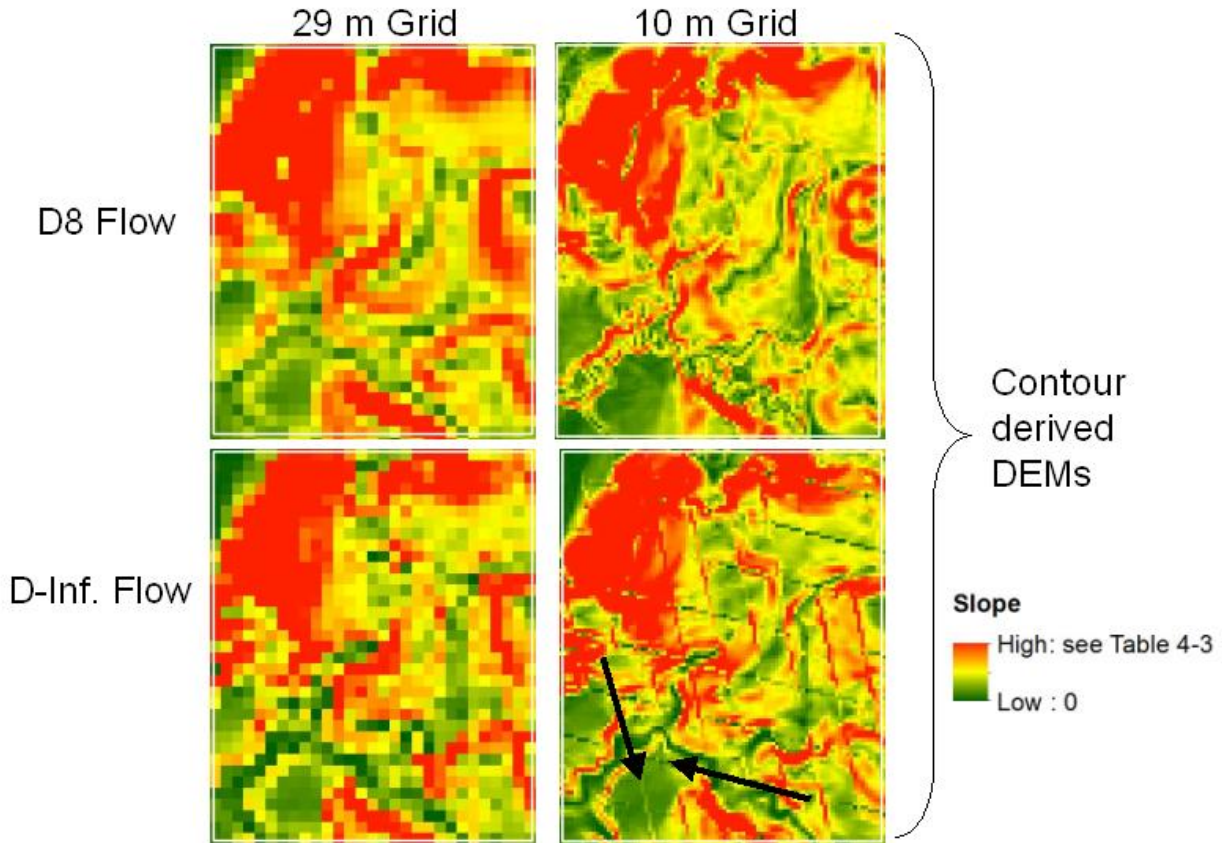 29 m Grid
10 m Grid
D8 Flow
D-Inf. Flow
Contour
derived
DEMs
Slope
High: see Table 4-3
Low : 0